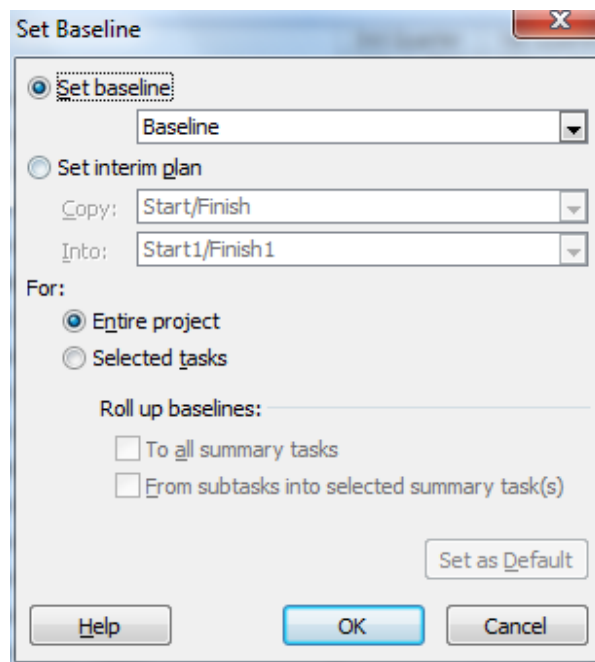 Set Baseline
Set baseline
Baseline
Set interim plan
Copy: Start/Finish
Into: Start1/Finish1
For:
Entire project
Selected tasks
Roll up baselines:
To all summary tasks
From subtasks into selected summary task(s)
Set as Default
Help OK Cancel